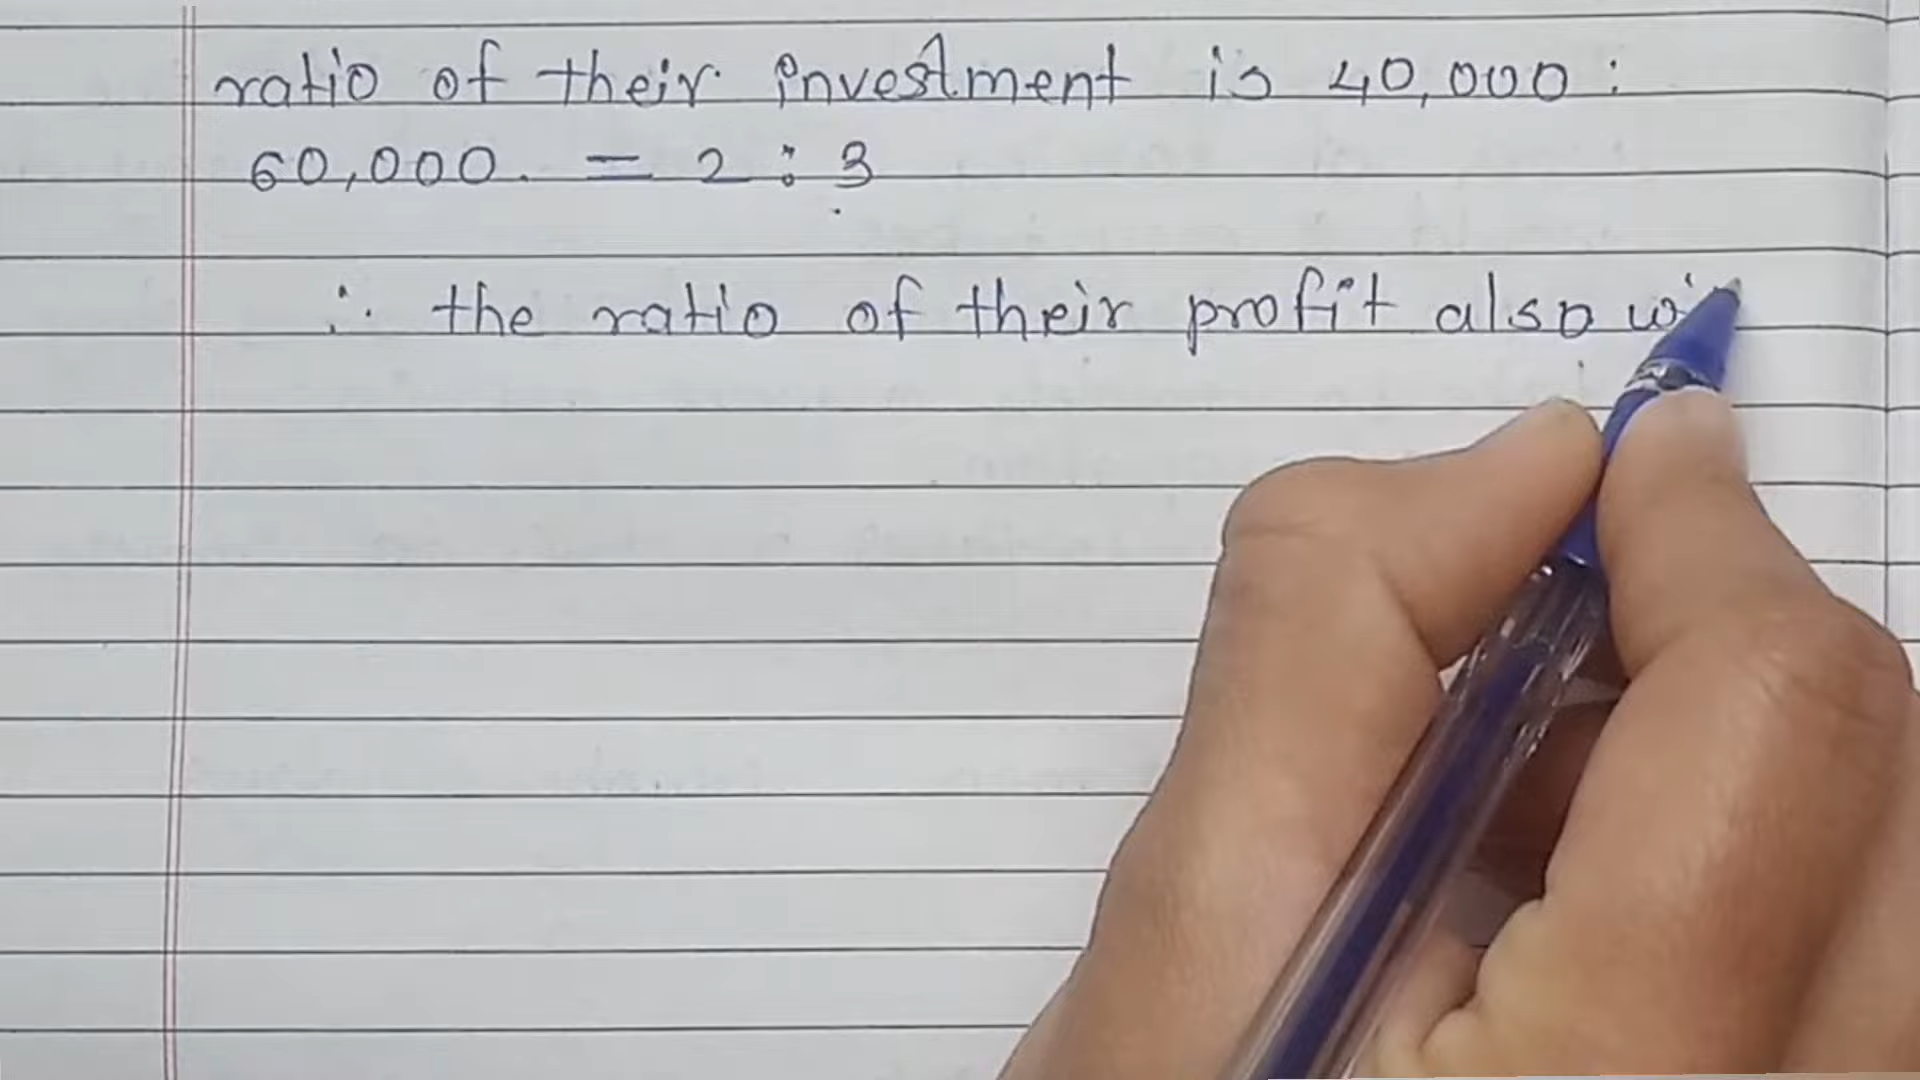 ratio of their investment is 40,000 :
60,000. = 2 : 3
∴ the ratio of their profit also